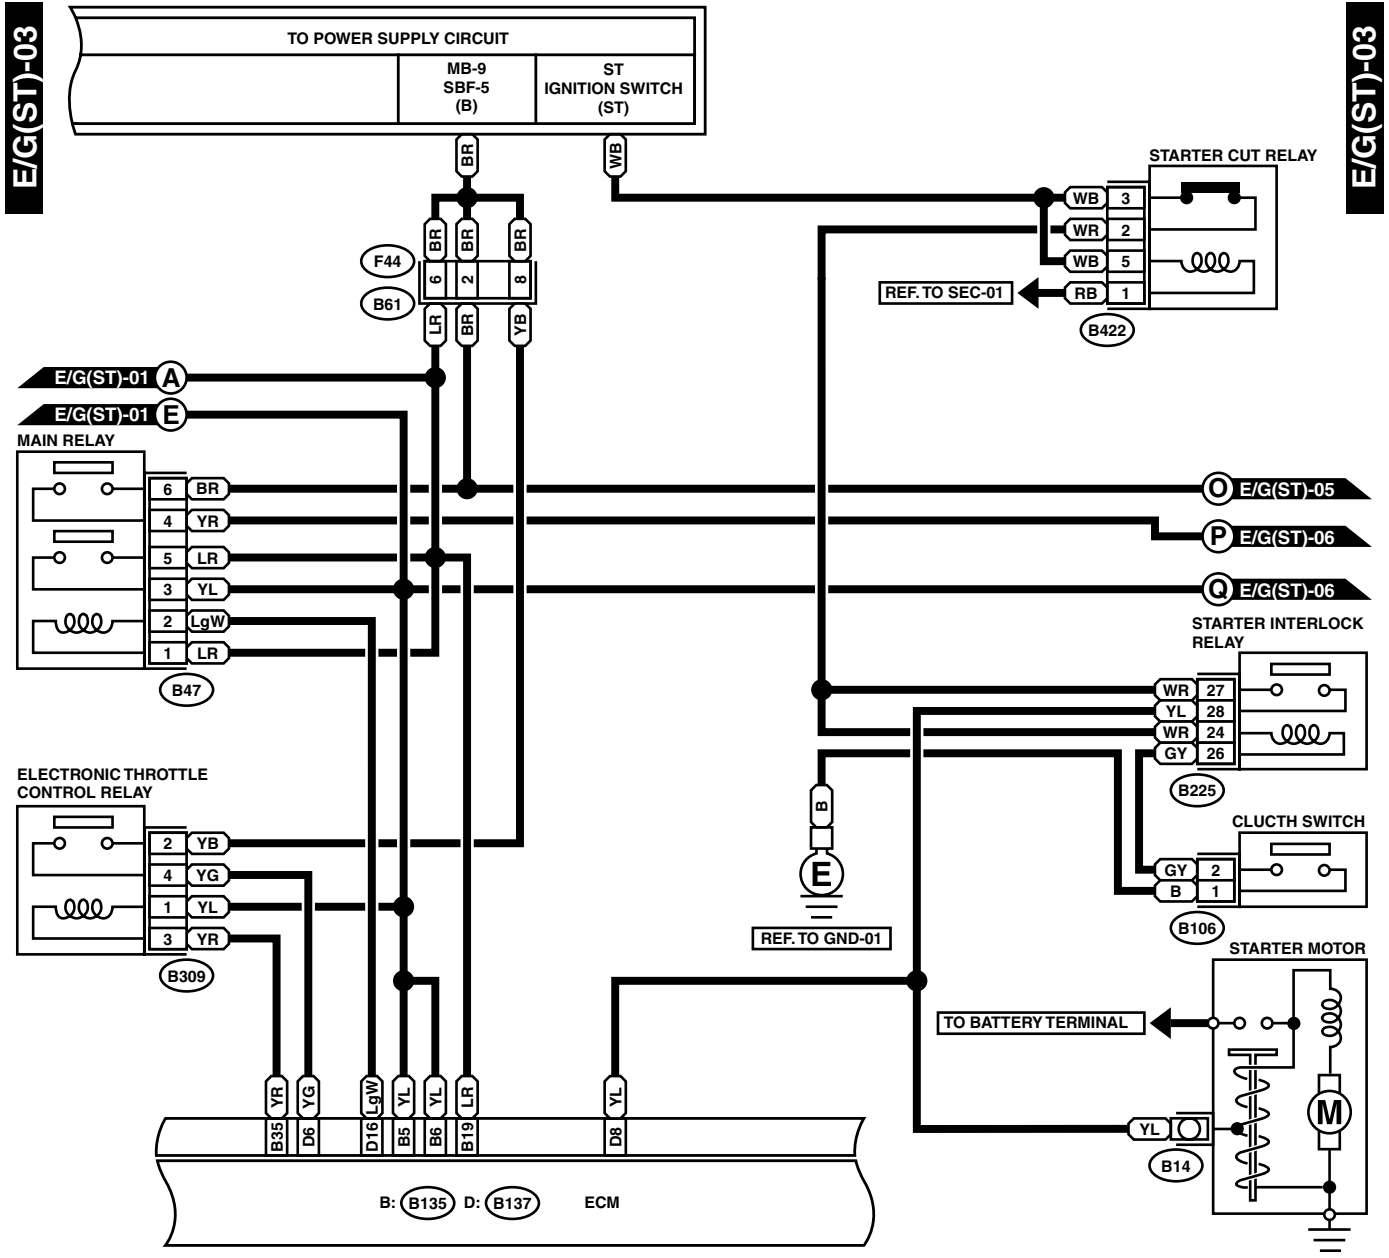 E/G(ST)-03
E/G(ST)-03
TO POWER SUPPLY CIRCUIT
MB-9
SBF-5
(B)
ST
IGNITION SWITCH
(ST)
BR
WB
STARTER CUT RELAY
WB 3
WR 2
WB 5
RB 1
REF. TO SEC-01
B422
BR BR BR
F44
6 2 8
B61
LR BR YB
E/G(ST)-01 A
E/G(ST)-01 E
MAIN RELAY
6 BR
4 YR
5 LR
3 YL
2 LgW
1 LR
B47
O E/G(ST)-05
P E/G(ST)-06
Q E/G(ST)-06
STARTER INTERLOCK
RELAY
WR 27
YL 28
WR 24
GY 26
B225
ELECTRONIC THROTTLE
CONTROL RELAY
2 YB
4 YG
1 YL
3 YR
B309
B
E
REF. TO GND-01
CLUCTH SWITCH
GY 2
B 1
B106
STARTER MOTOR
TO BATTERY TERMINAL
M
YL
B14
YR YG LgW YL YL LR YL
B35 D6 D16 B5 B6 B19 D8
B: B135 D: B137 ECM